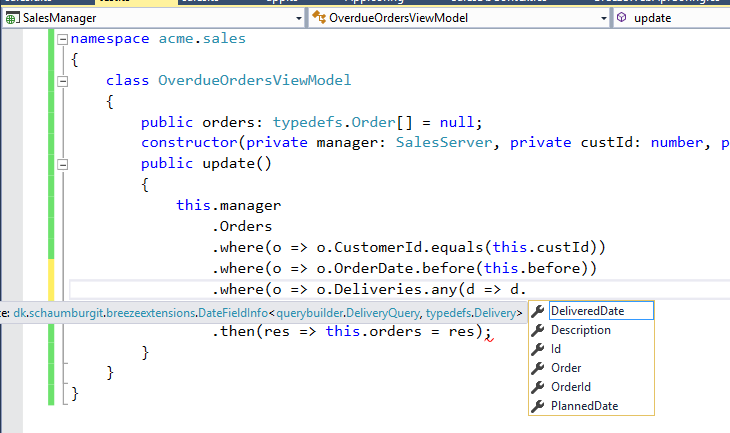 SalesManager OverdueOrdersViewModel update
namespace acme.sales
{
class OverdueOrdersViewModel
{
public orders: typedefs.Order[] = null;
constructor(private manager: SalesServer, private custId: number, p
public update()
{
this.manager
.Orders
.where(o => o.CustomerId.equals(this.custId))
.where(o => o.OrderDate.before(this.before))
.where(o => o.Deliveries.any(d => d.
e: dk.schaumburgit.breezeextensions.DateFieldInfo<querybuilder.DeliveryQuery, typedefs.Delivery>
DeliveredDate
Description
Id
Order
OrderId
PlannedDate
.then(res => this.orders = res);
}
}
}